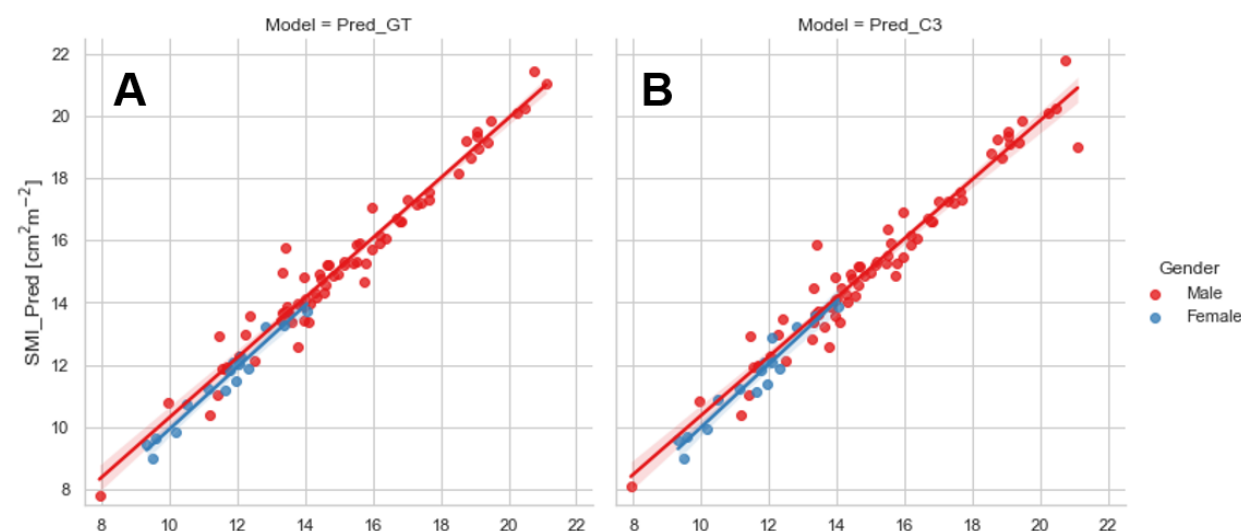 Model = Pred_GT
Model = Pred_C3
A
B
SMI_Pred [cm²m⁻²]
22
20
18
16
14
12
10
8
8 10 12 14 16 18 20 22
8 10 12 14 16 18 20 22
Gender
Male
Female